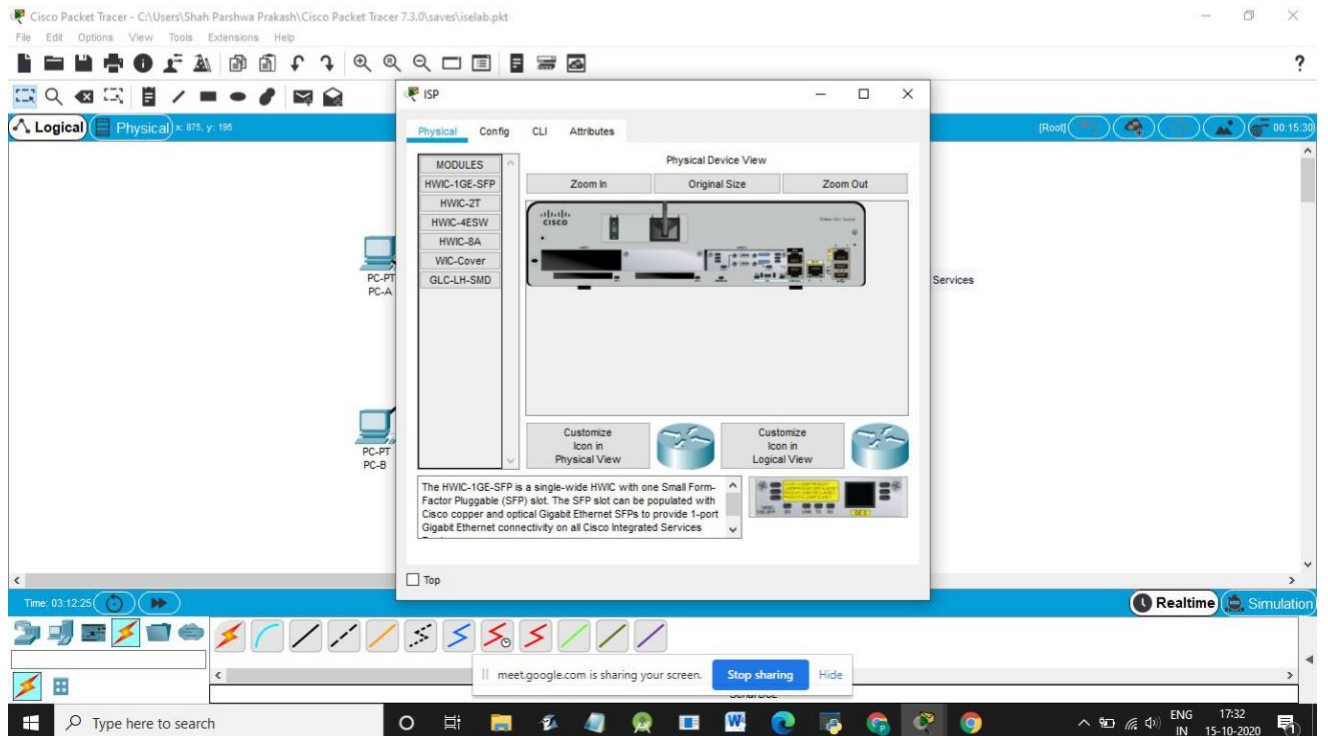 Cisco Packet Tracer - C:\Users\Shah Parshwa Prakash\Cisco Packet Tracer 7.3.0\saves\iselab.pkt
File Edit Options View Tools Extensions Help
?
ISP
Logical Physical x: 875, y: 195
[Root] 00:15:30
Physical Config CLI Attributes
MODULES
HWIC-1GE-SFP
HWIC-2T
HWIC-4ESW
HWIC-8A
WIC-Cover
GLC-LH-SMD
Physical Device View
Zoom In Original Size Zoom Out
CISCO
PC-PT
PC-A
Services
PC-PT
PC-B
Customize
Icon in
Physical View
Customize
Icon in
Logical View
The HWIC-1GE-SFP is a single-wide HWIC with one Small Form-
Factor Pluggable (SFP) slot. The SFP slot can be populated with
Cisco copper and optical Gigabit Ethernet SFPs to provide 1-port
Gigabit Ethernet connectivity on all Cisco Integrated Services
Top
Time: 03:12:25
Realtime Simulation
meet.google.com is sharing your screen. Stop sharing Hide
Type here to search
ENG 17:32
IN 15-10-2020